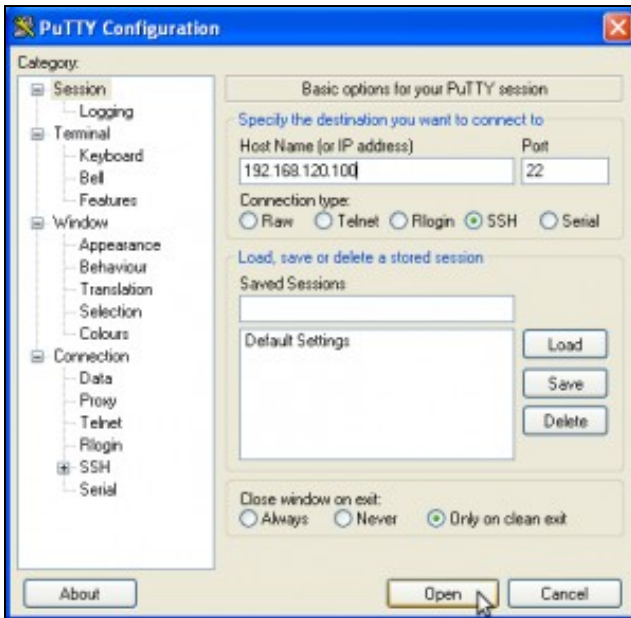 PuTTY Configuration
Category:
Session
Logging
Terminal
Keyboard
Bell
Features
Window
Appearance
Behaviour
Translation
Selection
Colours
Connection
Data
Proxy
Telnet
Rlogin
SSH
Serial
Basic options for your PuTTY session
Specify the destination you want to connect to
Host Name (or IP address) Port
192.168.120.100 22
Connection type:
Raw Telnet Rlogin SSH Serial
Load, save or delete a stored session
Saved Sessions
Default Settings
Load
Save
Delete
Close window on exit:
Always Never Only on clean exit
About Open Cancel